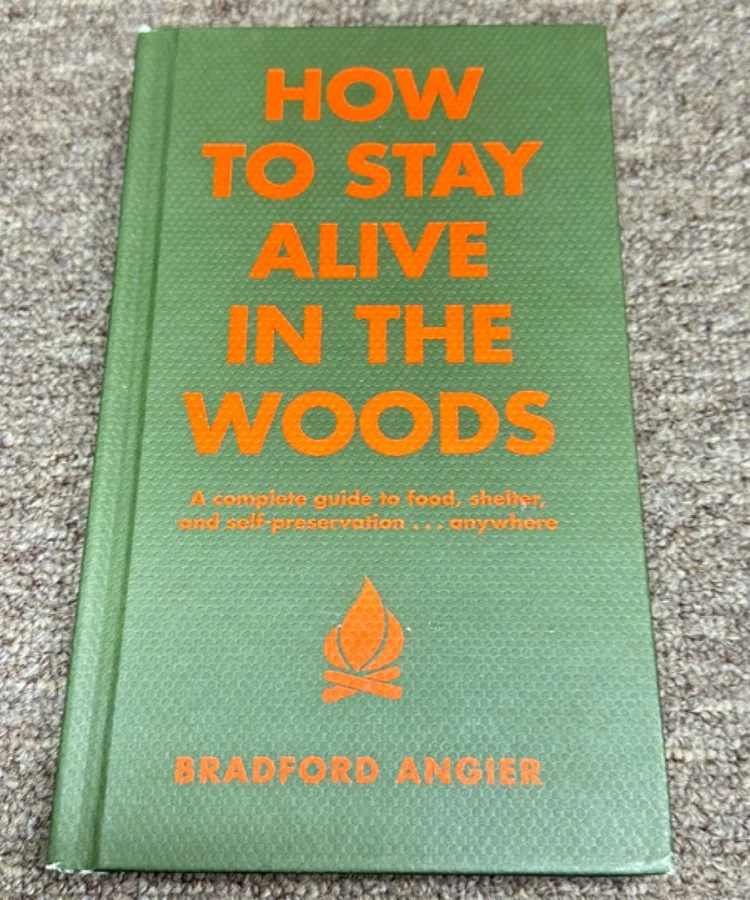 HOW
TO STAY
ALIVE
IN THE
WOODS
A complete guide to food, shelter,
and self-preservation . . . anywhere
BRADFORD ANGIER